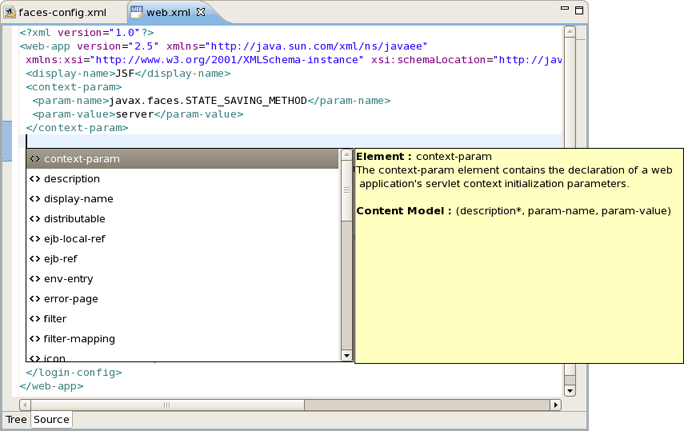 faces-config.xml
web.xml
<?xml version="1.0"?>
<web-app version="2.5" xmlns="http://java.sun.com/xml/ns/javaee"
xmlns:xsi="http://www.w3.org/2001/XMLSchema-instance" xsi:schemaLocation="http://jav
<display-name>JSF</display-name>
<context-param>
<param-name>javax.faces.STATE_SAVING_METHOD</param-name>
<param-value>server</param-value>
</context-param>
context-param
description
display-name
distributable
ejb-local-ref
ejb-ref
env-entry
error-page
filter
filter-mapping
icon
Element : context-param
The context-param element contains the declaration of a web
application's servlet context initialization parameters.
Content Model : (description*, param-name, param-value)
</login-config>
</web-app>
Tree
Source